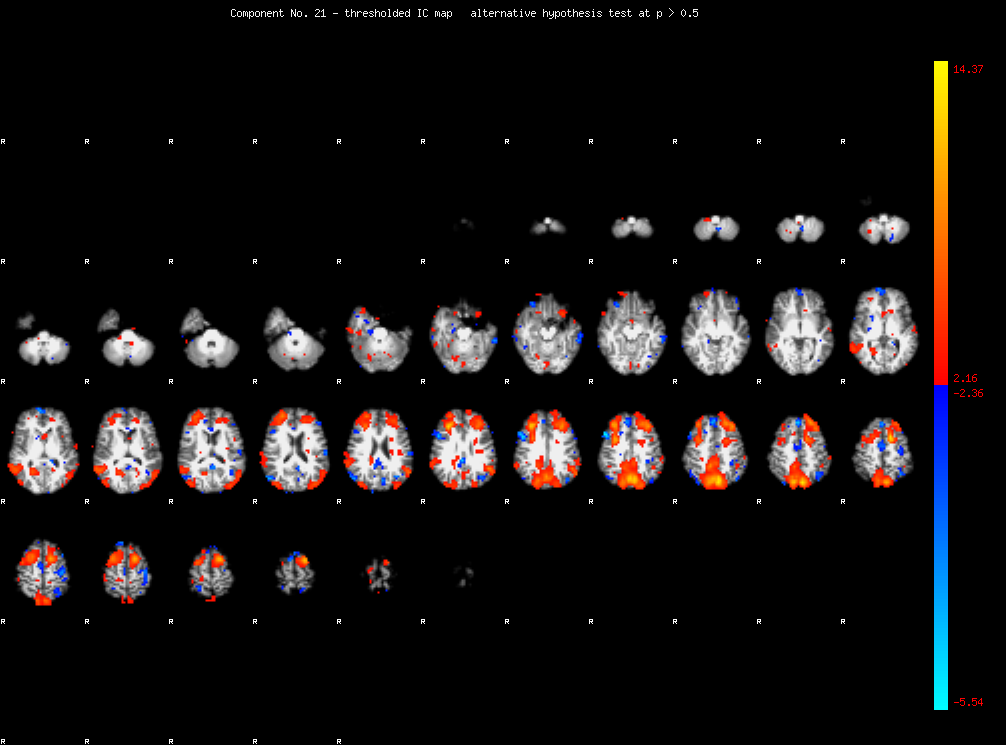 Component No. 21 - thresholded IC map   alternative hypothesis test at p > 0.5
14.37
R R R R R R R R R R R
R R R R R R R R R R R
2.16
R R R R R R R R R R R
-2.36
R R R R R R R R R R R
R R R R R R R R R R R
-5.54
R R R R R